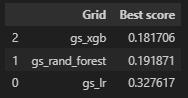 Grid Best score
2 gs_xgb 0.181706
1 gs_rand_forest 0.191871
0 gs_lr 0.327617